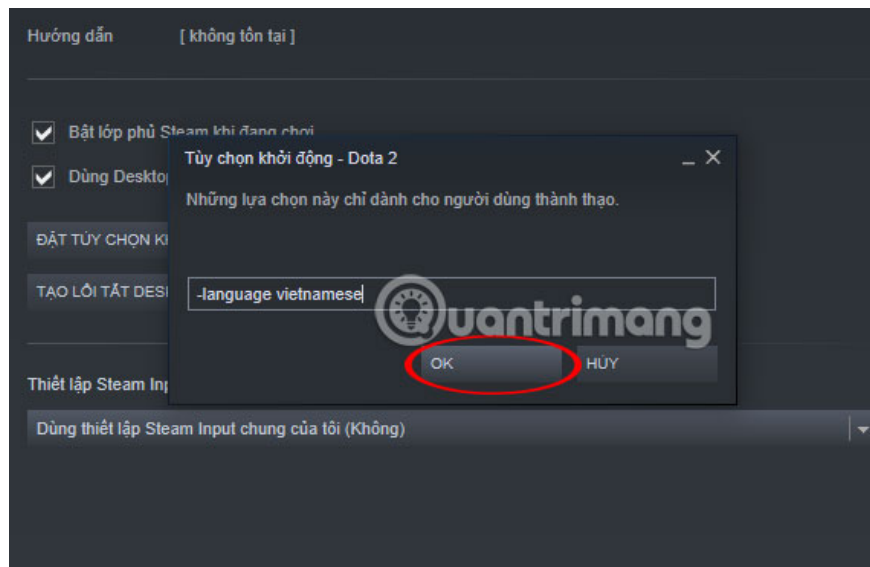 Hướng dẫn [ không tồn tại ]
Bật lớp phủ Steam khi đang chơi
Dùng Desktop
Tùy chọn khởi động - Dota 2
Những lựa chọn này chỉ dành cho người dùng thành thạo.
ĐẶT TÙY CHỌN
-language vietnamese
TẠO LỐI TẮT
Quantrimang
OK
HỦY
Thiết lập Steam
Dùng thiết lập Steam Input chung của tôi (Không)